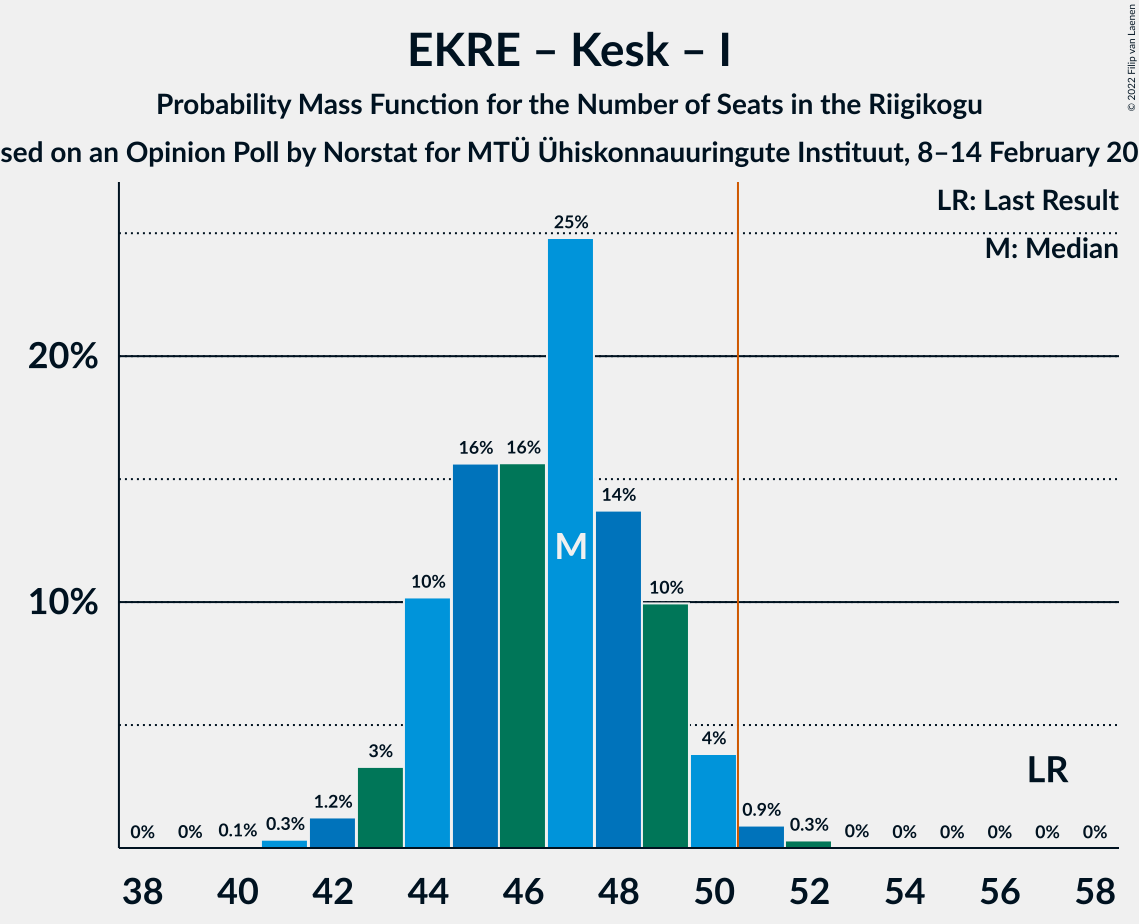 EKRE – Kesk – I
Probability Mass Function for the Number of Seats in the Riigikogu
sed on an Opinion Poll by Norstat for MTÜ Ühiskonnauuringute Instituut, 8–14 February 20
© 2022 Filip van Laenen
LR: Last Result
M: Median
25%
20%
16% 16%
14%
M
10% 10%
10%
4%
3%
LR
1.2%
0.9%
0% 0% 0.1% 0.3% 0.3% 0% 0% 0% 0% 0% 0%
38 40 42 44 46 48 50 52 54 56 58